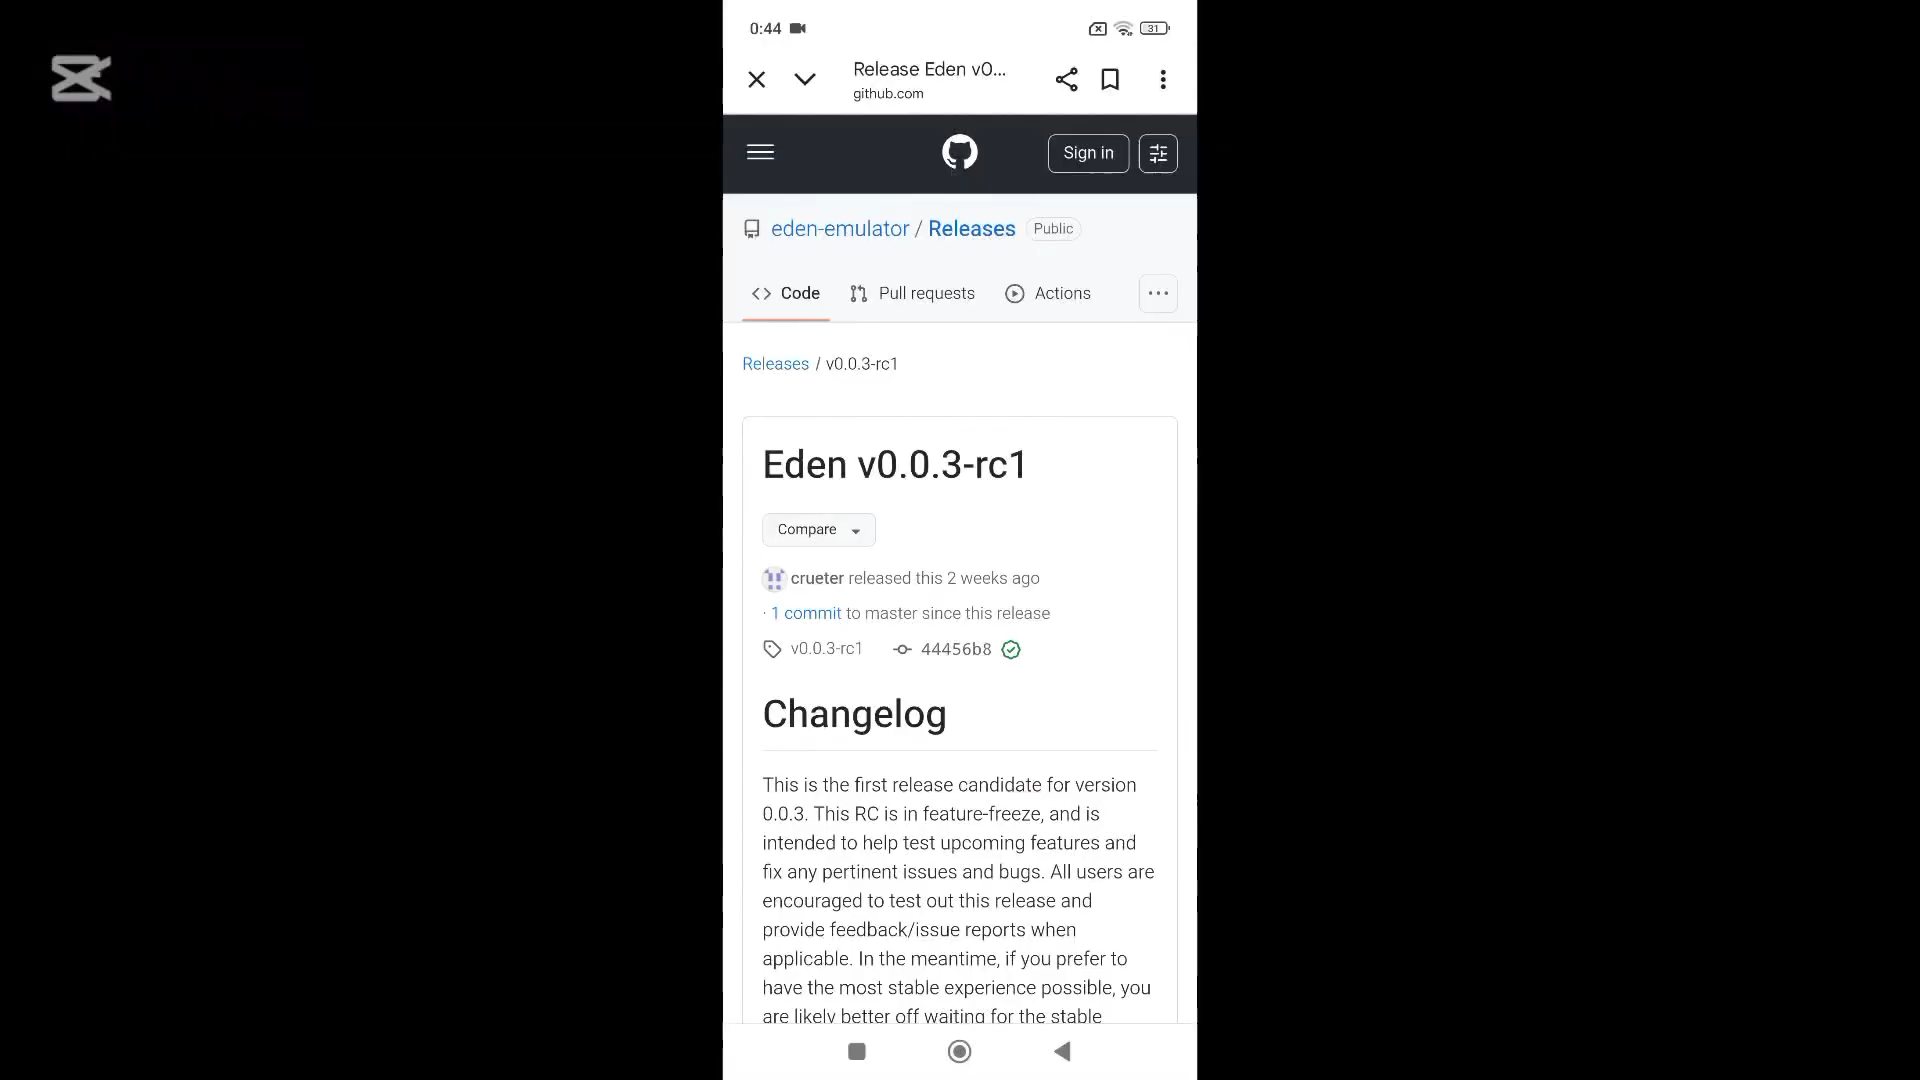 0:44
31
Release Eden v0...
github.com
Sign in
eden-emulator / Releases Public
Code Pull requests Actions
Releases / v0.0.3-rc1
Eden v0.0.3-rc1
Compare
crueter released this 2 weeks ago
· 1 commit to master since this release
v0.0.3-rc1 44456b8
Changelog
This is the first release candidate for version
0.0.3. This RC is in feature-freeze, and is
intended to help test upcoming features and
fix any pertinent issues and bugs. All users are
encouraged to test out this release and
provide feedback/issue reports when
applicable. In the meantime, if you prefer to
have the most stable experience possible, you
are likely better off waiting for the stable